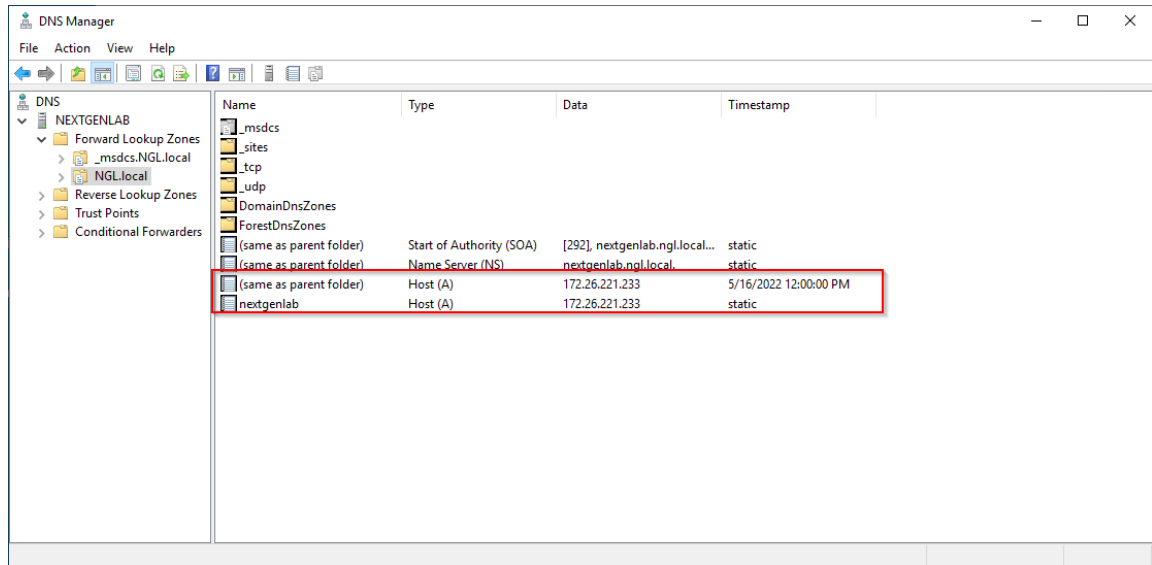 DNS Manager
File Action View Help
DNS
NEXTGENLAB
Forward Lookup Zones
_msdcs.NGL.local
NGL.local
Reverse Lookup Zones
Trust Points
Conditional Forwarders
Name Type Data Timestamp
_msdcs
_sites
_tcp
_udp
DomainDnsZones
ForestDnsZones
(same as parent folder) Start of Authority (SOA) [292], nextgenlab.ngl.local... static
(same as parent folder) Name Server (NS) nextgenlab.ngl.local. static
(same as parent folder) Host (A) 172.26.221.233 5/16/2022 12:00:00 PM
nextgenlab Host (A) 172.26.221.233 static